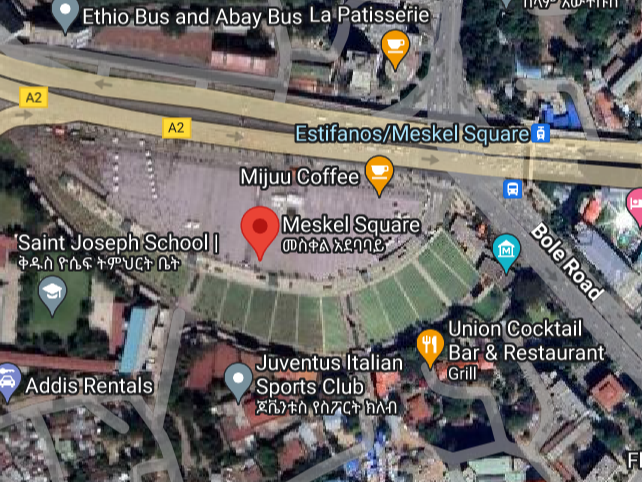 Ethio Bus and Abay Bus
La Patisserie
A2
A2
Estifanos/Meskel Square
Mijuu Coffee
Meskel Square
መስቀል አደባባይ
Bole Road
Saint Joseph School |
ቅዱስ ዮሴፍ ትምህርት ቤት
Union Cocktail
Bar & Restaurant
Grill
Juventus Italian
Sports Club
ጁቬንቱስ የስፖርት ክለብ
Addis Rentals